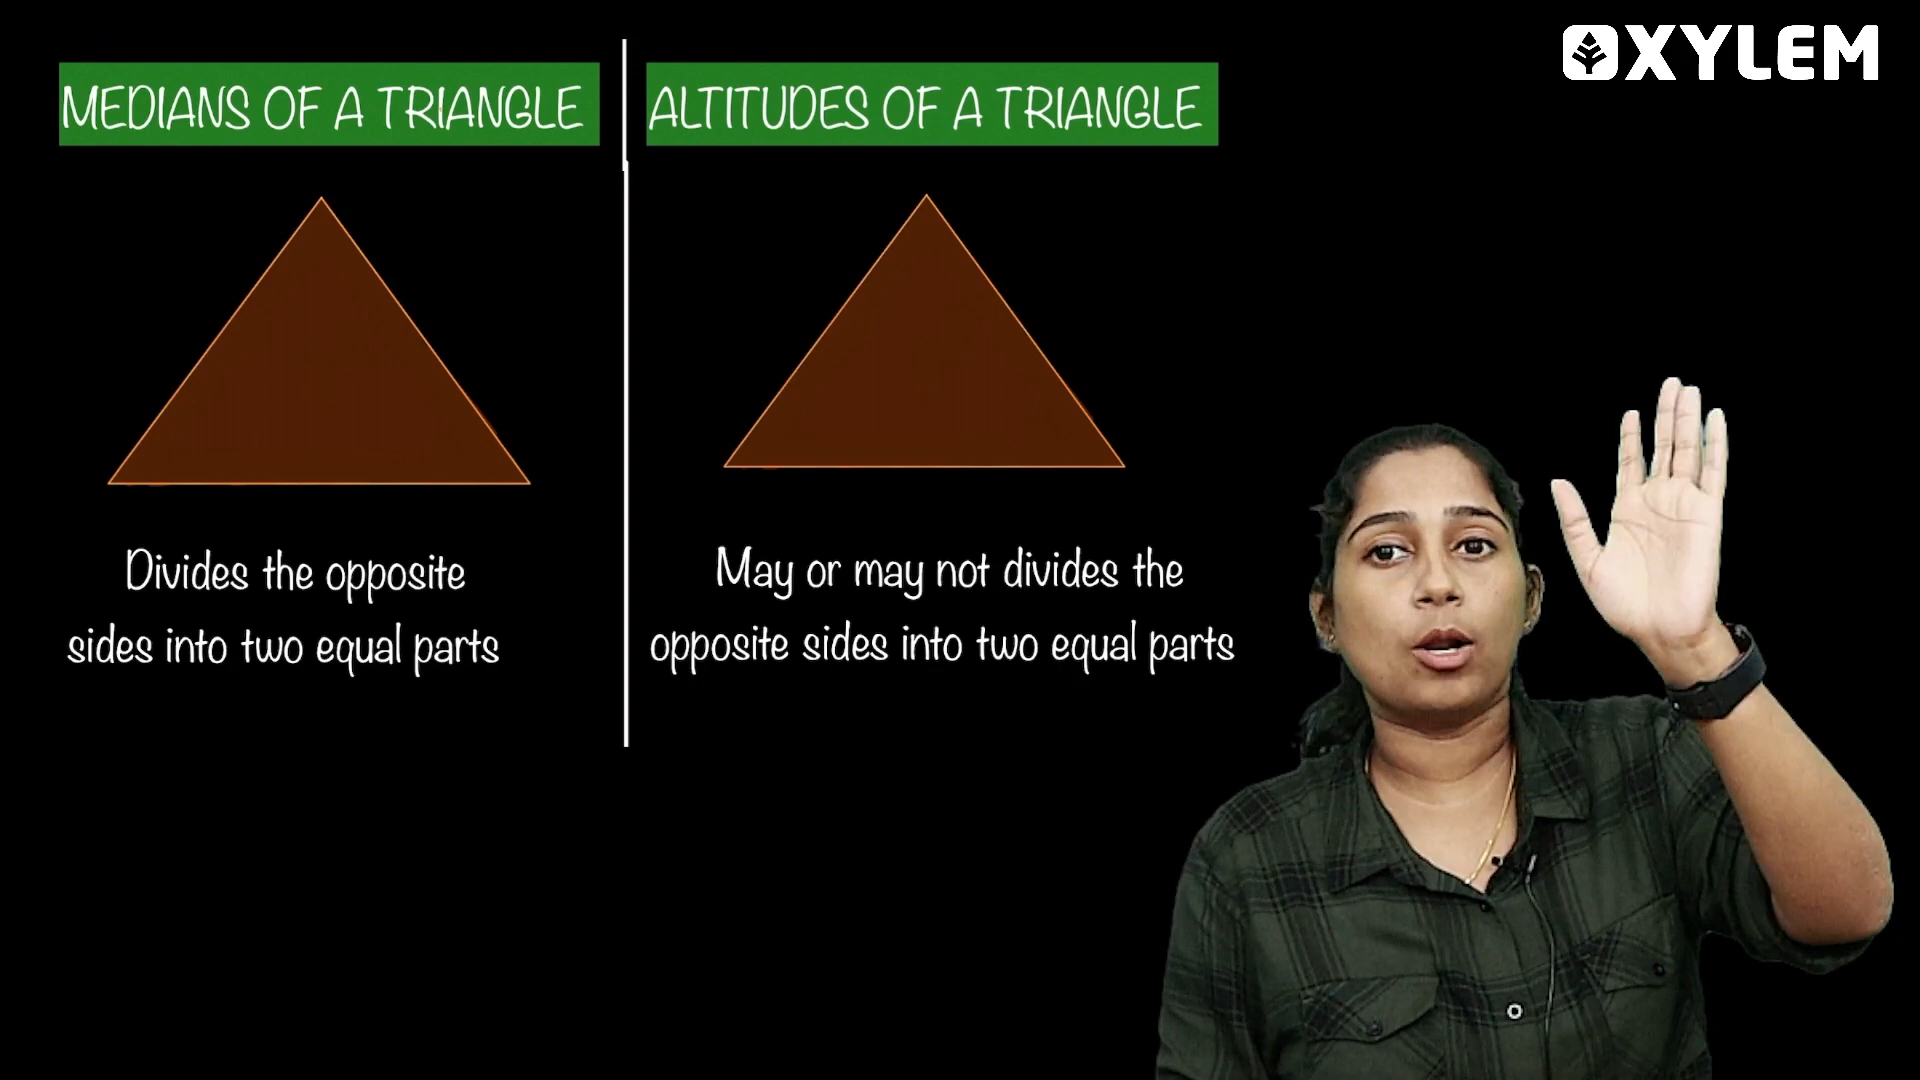 XYLEM
MEDIANS OF A TRIANGLE
Divides the opposite
sides into two equal parts
ALTITUDES OF A TRIANGLE
May or may not divides the
opposite sides into two equal parts